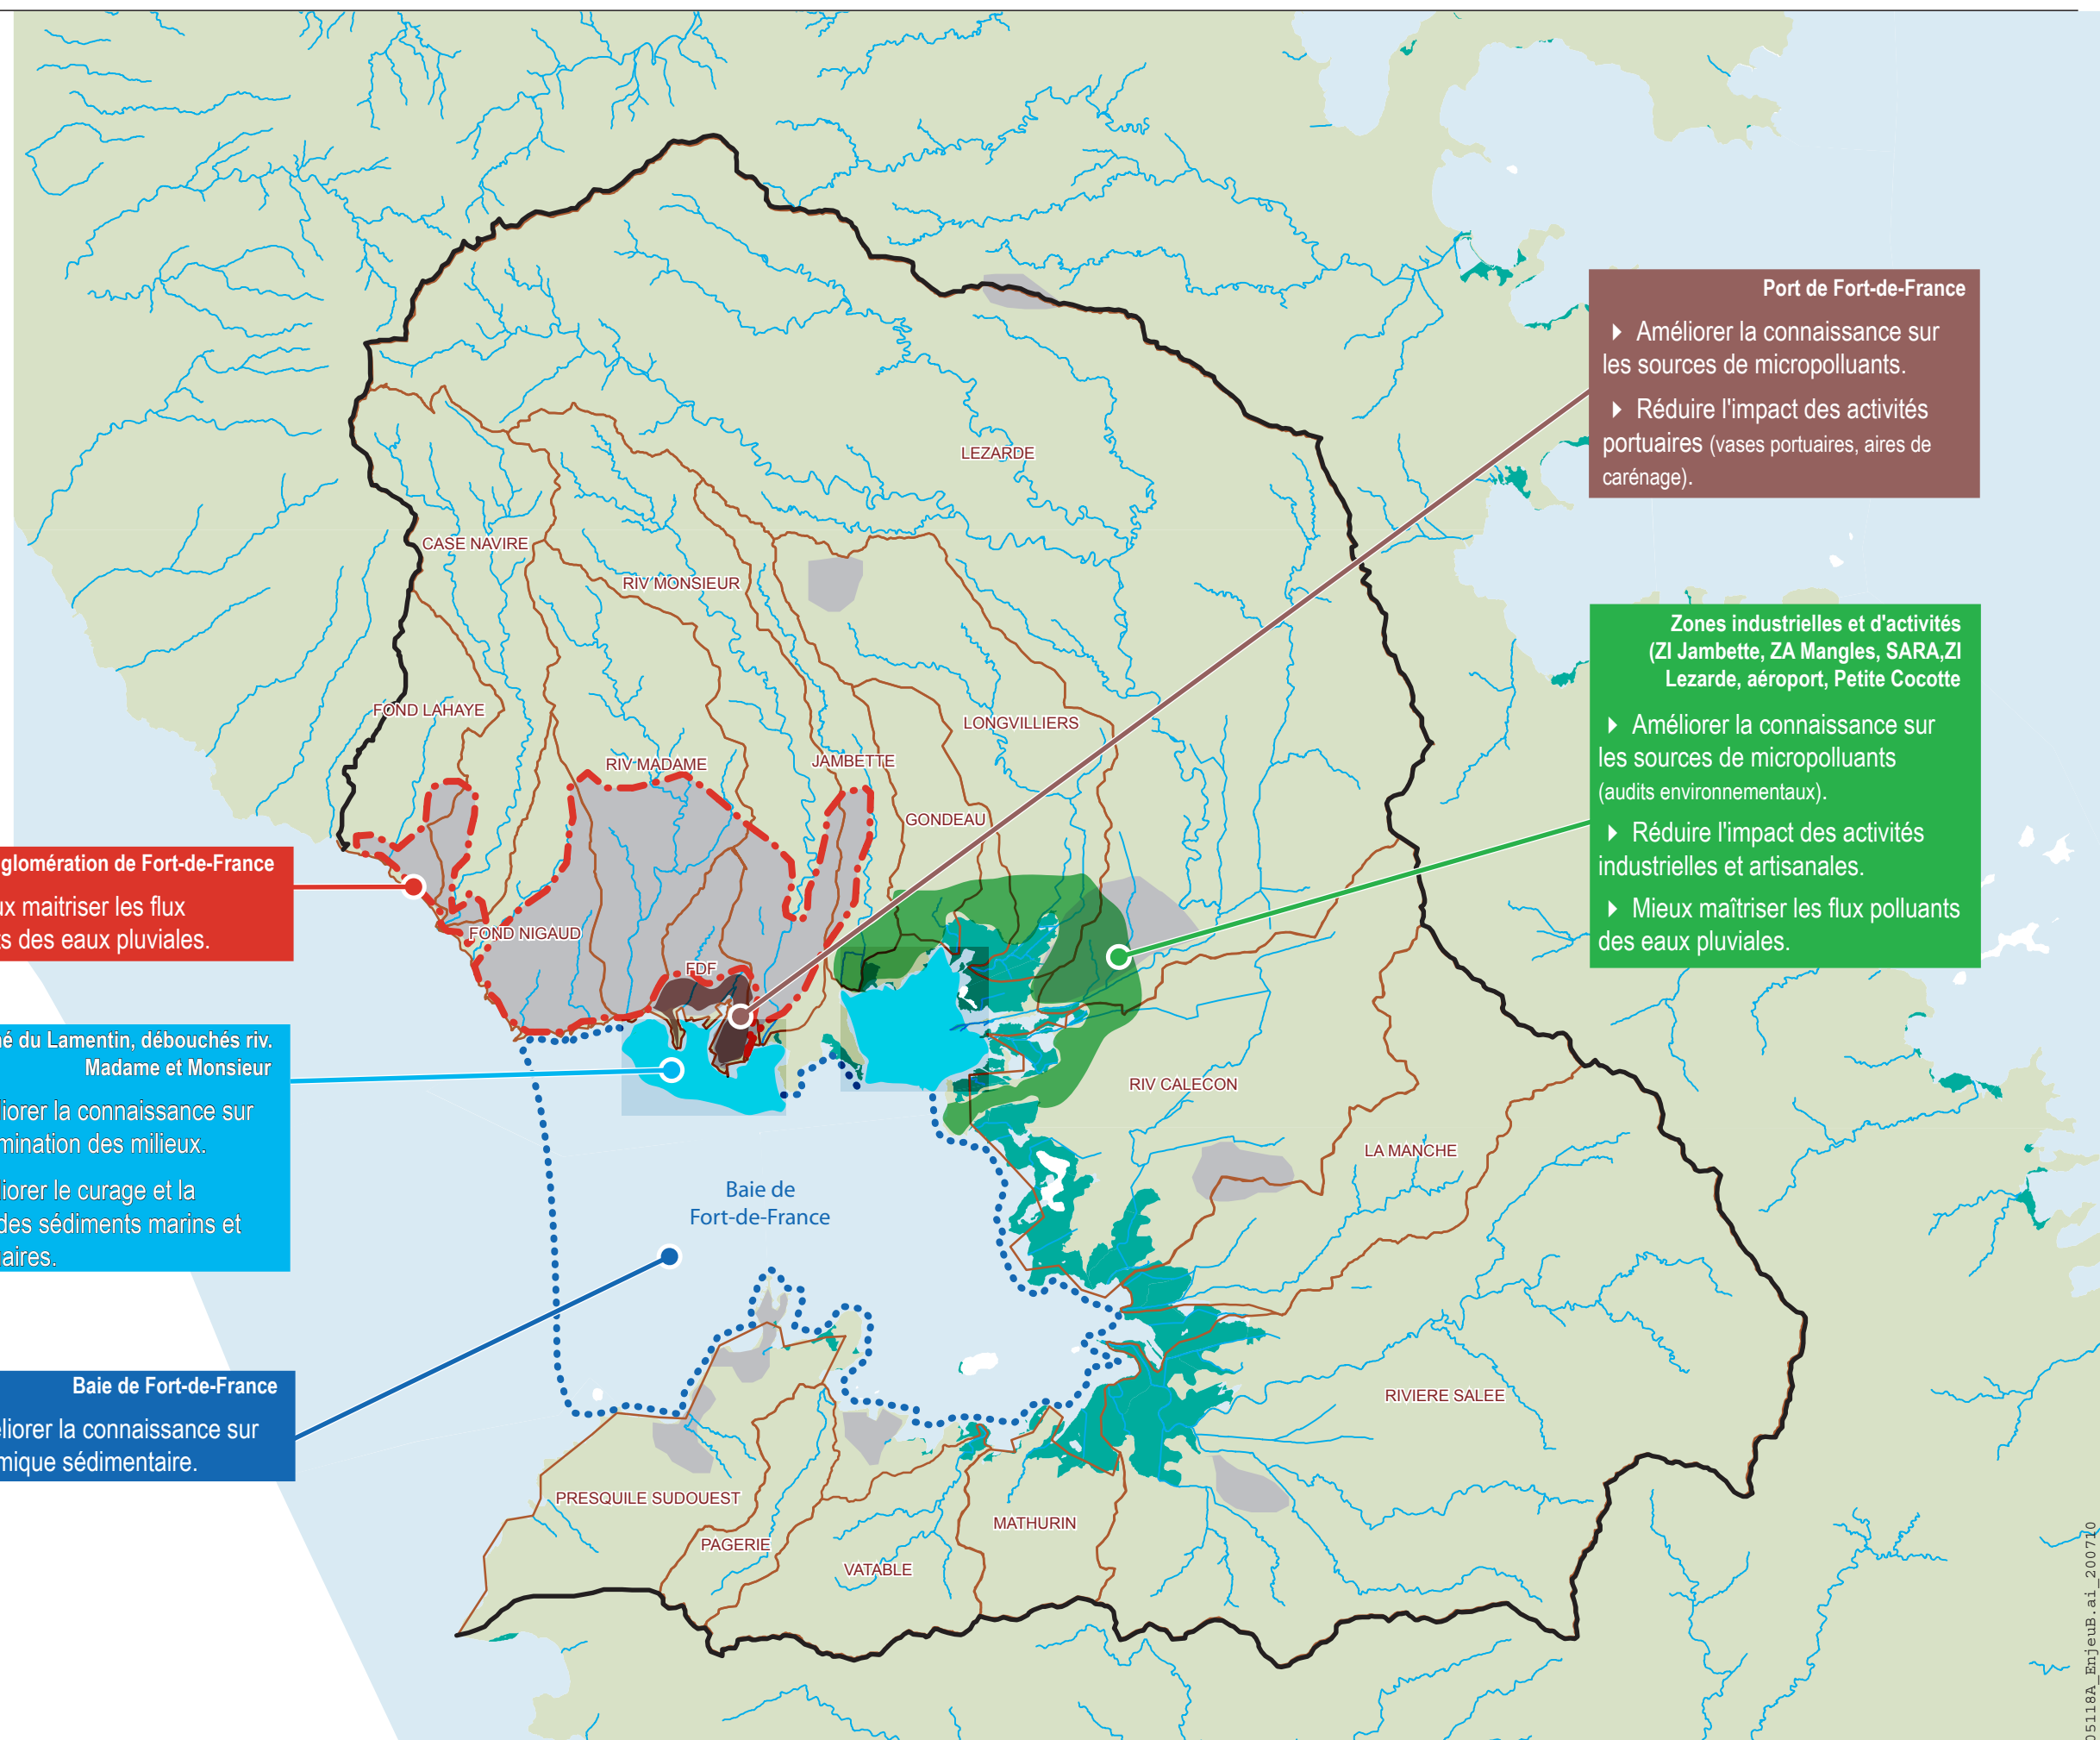 Port de Fort-de-France
Améliorer la connaissance sur
les sources de micropolluants.
Réduire l'impact des activités
portuaires (vases portuaires, aires de
carénage).
Zones industrielles et d'activités
(ZI Jambette, ZA Mangles, SARA,ZI
Lezarde, aéroport, Petite Cocotte
Améliorer la connaissance sur
les sources de micropolluants
(audits environnementaux).
Réduire l'impact des activités
industrielles et artisanales.
Mieux maîtriser les flux polluants
des eaux pluviales.
glomération de Fort-de-France
ux maitriser les flux
ts des eaux pluviales.
é du Lamentin, débouchés riv.
Madame et Monsieur
iorer la connaissance sur
mination des milieux.
iorer le curage et la
des sédiments marins et
aires.
Baie de Fort-de-France
liorer la connaissance sur
mique sédimentaire.
LEZARDE
CASE NAVIRE
RIV MONSIEUR
FOND LAHAYE
LONGVILLIERS
RIV MADAME
JAMBETTE
GONDEAU
FOND NIGAUD
FDF
RIV CALECON
LA MANCHE
Baie de
Fort-de-France
RIVIERE SALEE
PRESQUILE SUDOUEST
MATHURIN
PAGERIE
VATABLE
05118A_EnjeuB.ai_200710